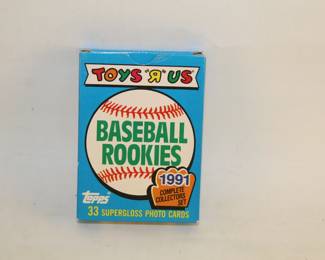 TOYS "R" US
BASEBALL
ROOKIES
1991
COMPLETE
COLLECTORS
SET
Topps
33 SUPERGLOSS PHOTO CARDS